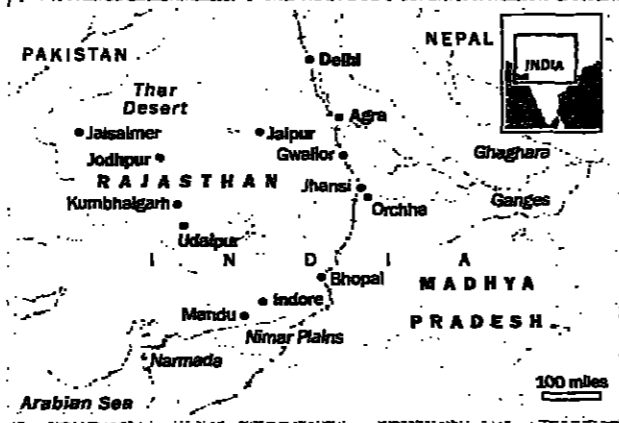 PAKISTAN
NEPAL
INDIA
Delhi
Thar
Desert
Agra
Jaisalmer
Jaipur
Jodhpur
Gwalior
Ghaghara
RAJASTHAN
Jhansi
Kumbhalgarh
Orchha
Ganges
Udaipur
INDIA
Bhopal
MADHYA
PRADESH
Indore
Mandu
Nimar Plains
Narmada
100 miles
Arabian Sea